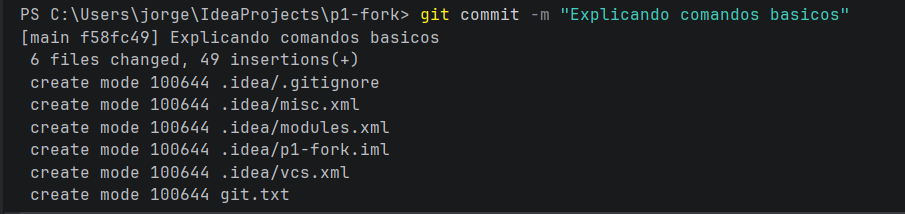 PS C:\Users\jorge\IdeaProjects\p1-fork> git commit -m "Explicando comandos basicos"
[main f58fc49] Explicando comandos basicos
 6 files changed, 49 insertions(+)
 create mode 100644 .idea/.gitignore
 create mode 100644 .idea/misc.xml
 create mode 100644 .idea/modules.xml
 create mode 100644 .idea/p1-fork.iml
 create mode 100644 .idea/vcs.xml
 create mode 100644 git.txt